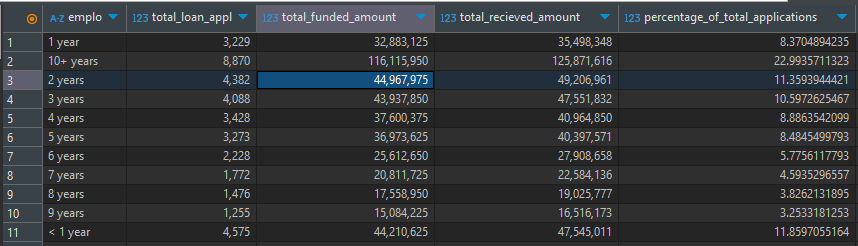 A-Z emplo 123 total_loan_appl 123 total_funded_amount 123 total_recieved_amount 123 percentage_of_total_applications
1 1 year 3,229 32,883,125 35,498,348 8.3704894235
2 10+ years 8,870 116,115,950 125,871,616 22.9935711323
3 2 years 4,382 44,967,975 49,206,961 11.3593944421
4 3 years 4,088 43,937,850 47,551,832 10.5972625467
5 4 years 3,428 37,600,375 40,964,850 8.8863542099
6 5 years 3,273 36,973,625 40,397,571 8.4845499793
7 6 years 2,228 25,612,650 27,908,658 5.7756117793
8 7 years 1,772 20,811,725 22,584,136 4.5935296557
9 8 years 1,476 17,558,950 19,025,777 3.8262131895
10 9 years 1,255 15,084,225 16,516,173 3.2533181253
11 < 1 year 4,575 44,210,625 47,545,011 11.8597055164